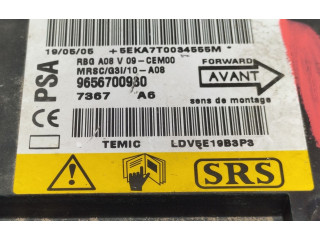 19/05/05 +5EKA7T0034555M*
RBG A08 V 09-CEM00
MRSC/G3I/10-A08
9656700930
7367 A6
FORWARD
AVANT
sens de montage
PSA
CE
TEMIC LDV5E19B3P3
SRS